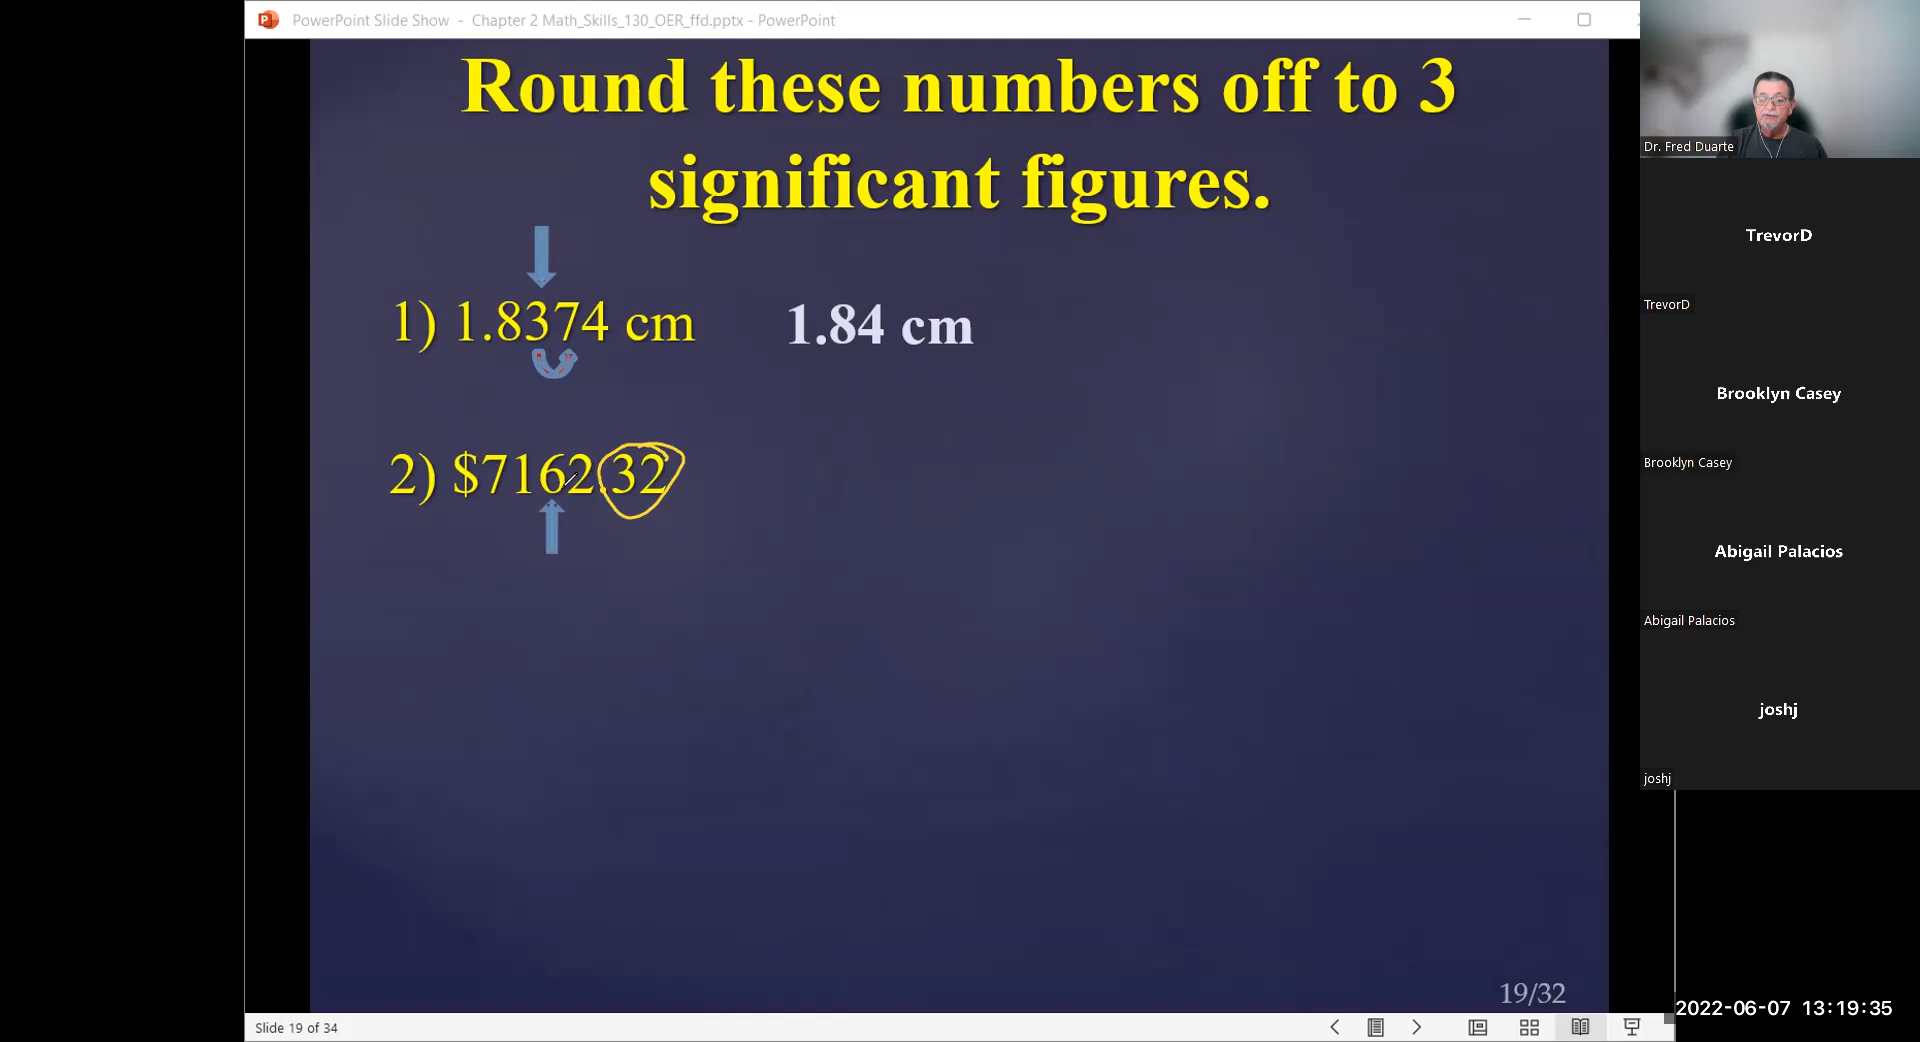 PowerPoint Slide Show - Chapter 2 Math_Skills_130_OER_ffd.pptx - PowerPoint
Round these numbers off to 3
significant figures.
1) 1.8374 cm 1.84 cm
2) $7162.32
19/32
Slide 19 of 34
Dr. Fred Duarte
TrevorD
TrevorD
Brooklyn Casey
Brooklyn Casey
Abigail Palacios
Abigail Palacios
joshj
joshj
2022-06-07 13:19:35